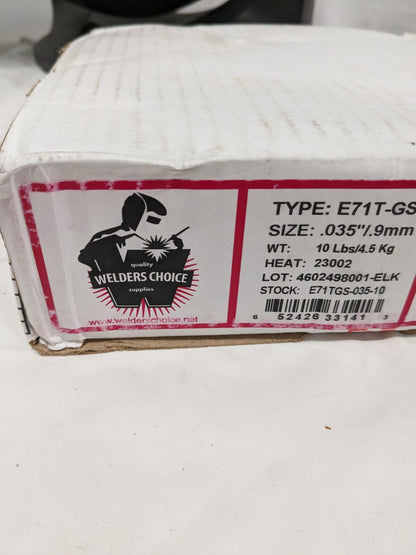 quality
WELDERS CHOICE
supplies
www.welderschoice.net
TYPE: E71T-GS
SIZE: .035"/.9mm
WT: 10 Lbs/4.5 Kg
HEAT: 23002
LOT: 4602498001-ELK
STOCK: E71TGS-035-10
6 52426 33141 3